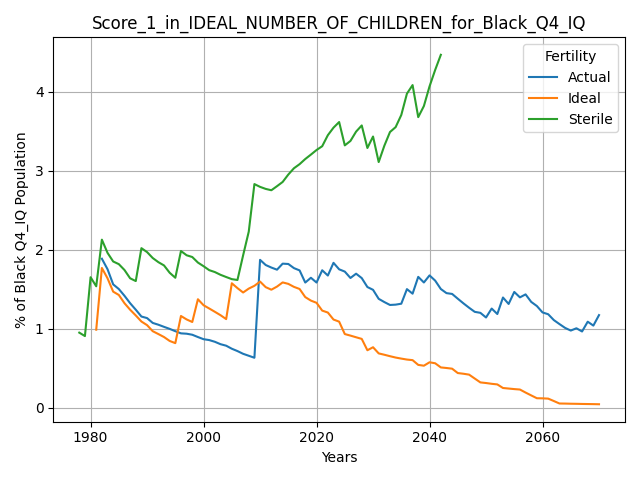 Score_1_in_IDEAL_NUMBER_OF_CHILDREN_for_Black_Q4_IQ
% of Black Q4_IQ Population
4
3
2
1
0
Fertility
Actual
Ideal
Sterile
1980 2000 2020 2040 2060
Years